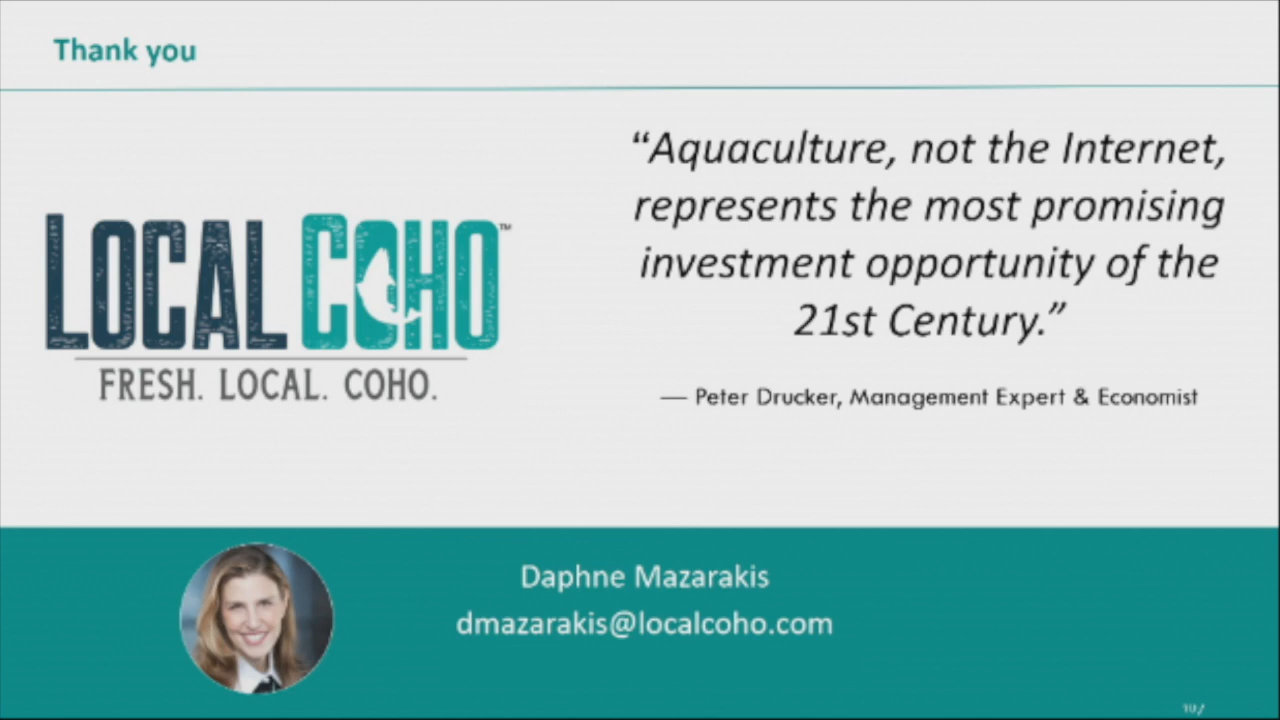 Thank you
“Aquaculture, not the Internet,
represents the most promising
investment opportunity of the
21st Century.”
— Peter Drucker, Management Expert & Economist
LOCAL COHO™
FRESH. LOCAL. COHO.
Daphne Mazarakis
dmazarakis@localcoho.com